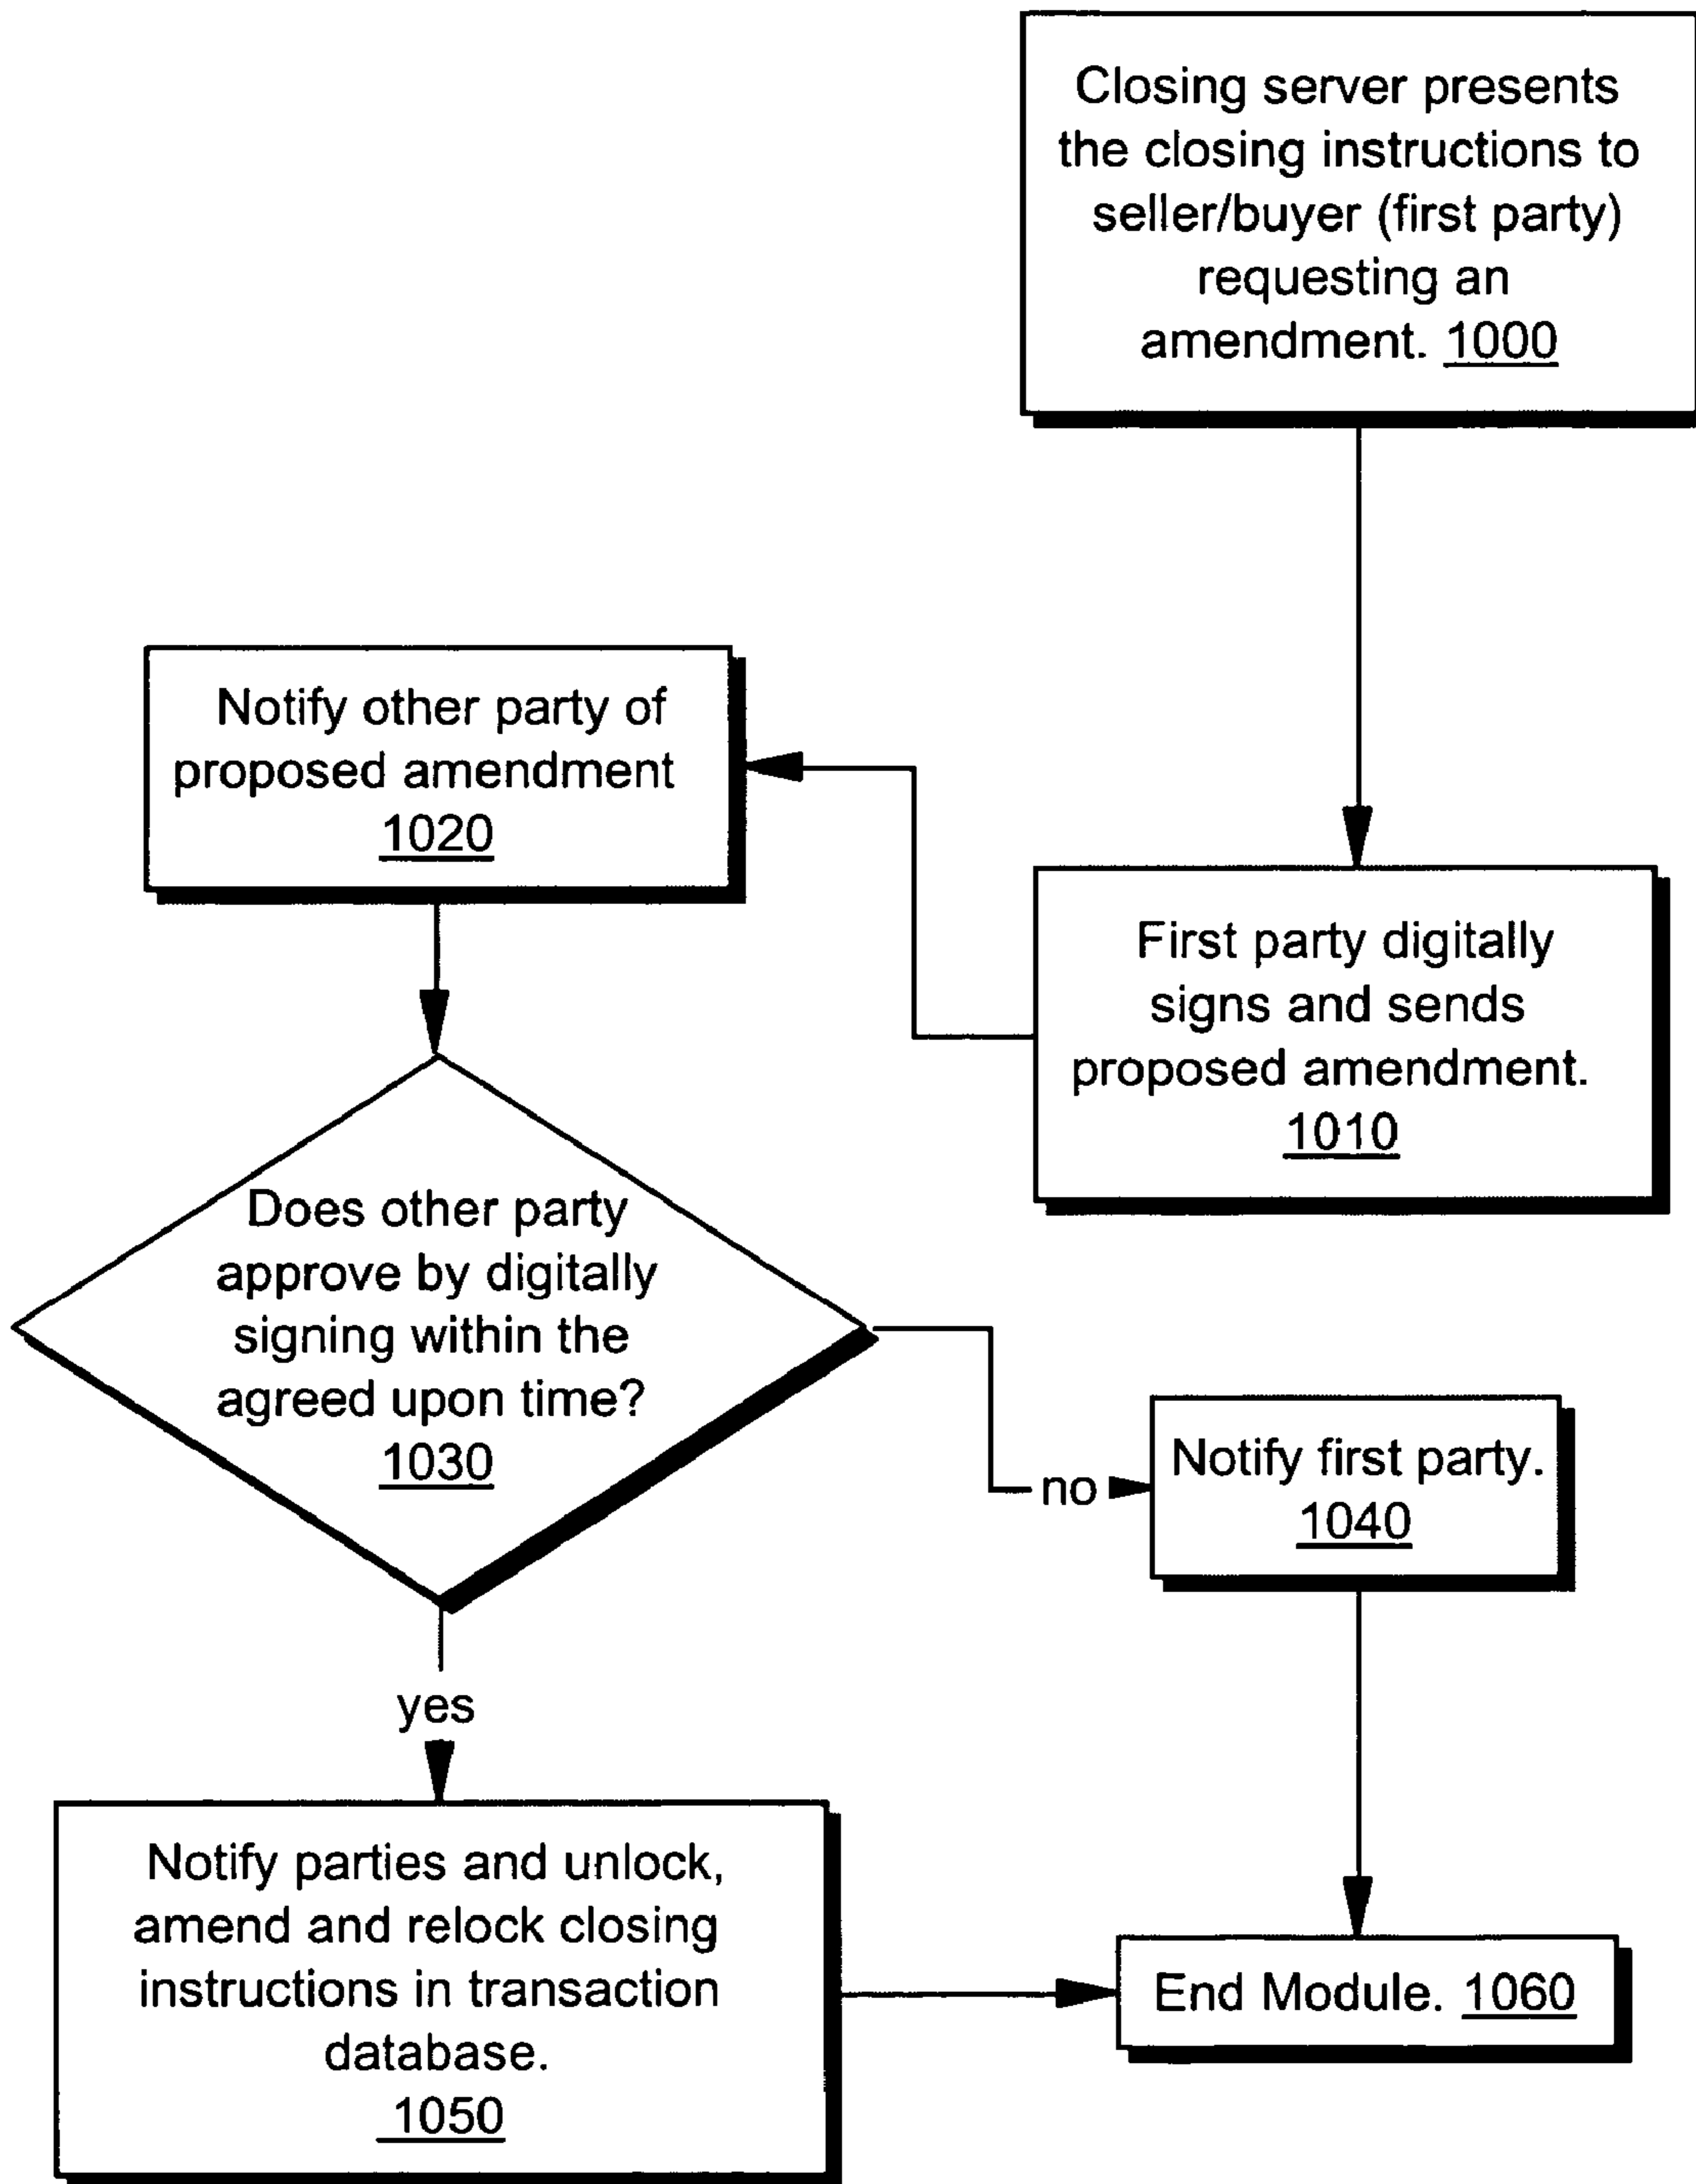 Closing server presents
the closing instructions to
seller/buyer (first party)
requesting an
amendment. 1000
Notify other party of
proposed amendment
1020
First party digitally
signs and sends
proposed amendment.
1010
Does other party
approve by digitally
signing within the
agreed upon time?
1030
no
Notify first party.
1040
yes
Notify parties and unlock,
amend and relock closing
instructions in transaction
database.
1050
End Module. 1060